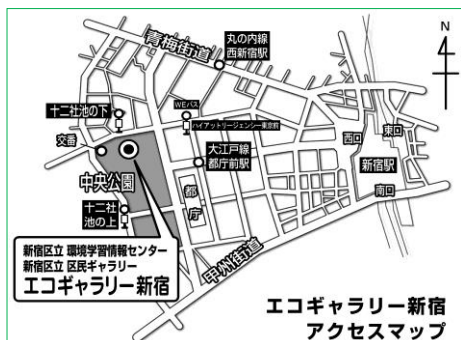 青梅街道
丸の内線
西新宿駅
N
十二社池の下
WEバス
ハイアットリージェンシー東京前
交番
大江戸線
都庁前駅
西口
東口
新宿駅
南口
中央公園
都庁
十二社
池の上
甲州街道
新宿区立 環境学習情報センター
新宿区立 区民ギャラリー
エコギャラリー新宿
エコギャラリー新宿
アクセスマップ